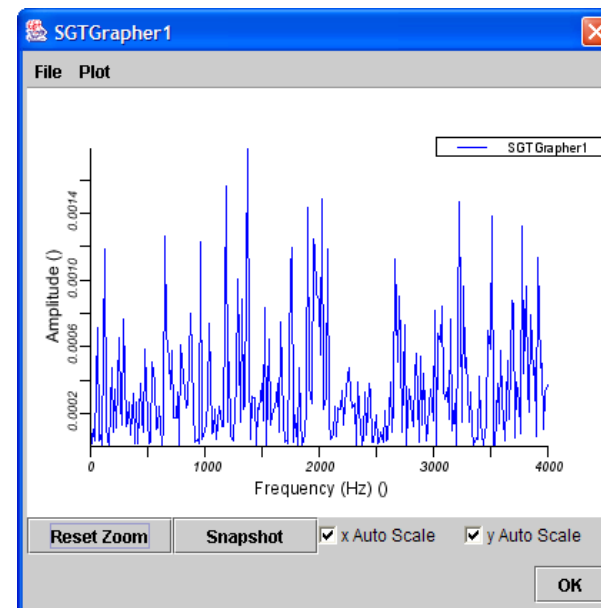 SGTGrapher1
File Plot
SGTGrapher1
Amplitude ()
0.0014
0.0010
0.0006
0.0002
0 1000 2000 3000 4000
Frequency (Hz) ()
Reset Zoom Snapshot x Auto Scale y Auto Scale
OK